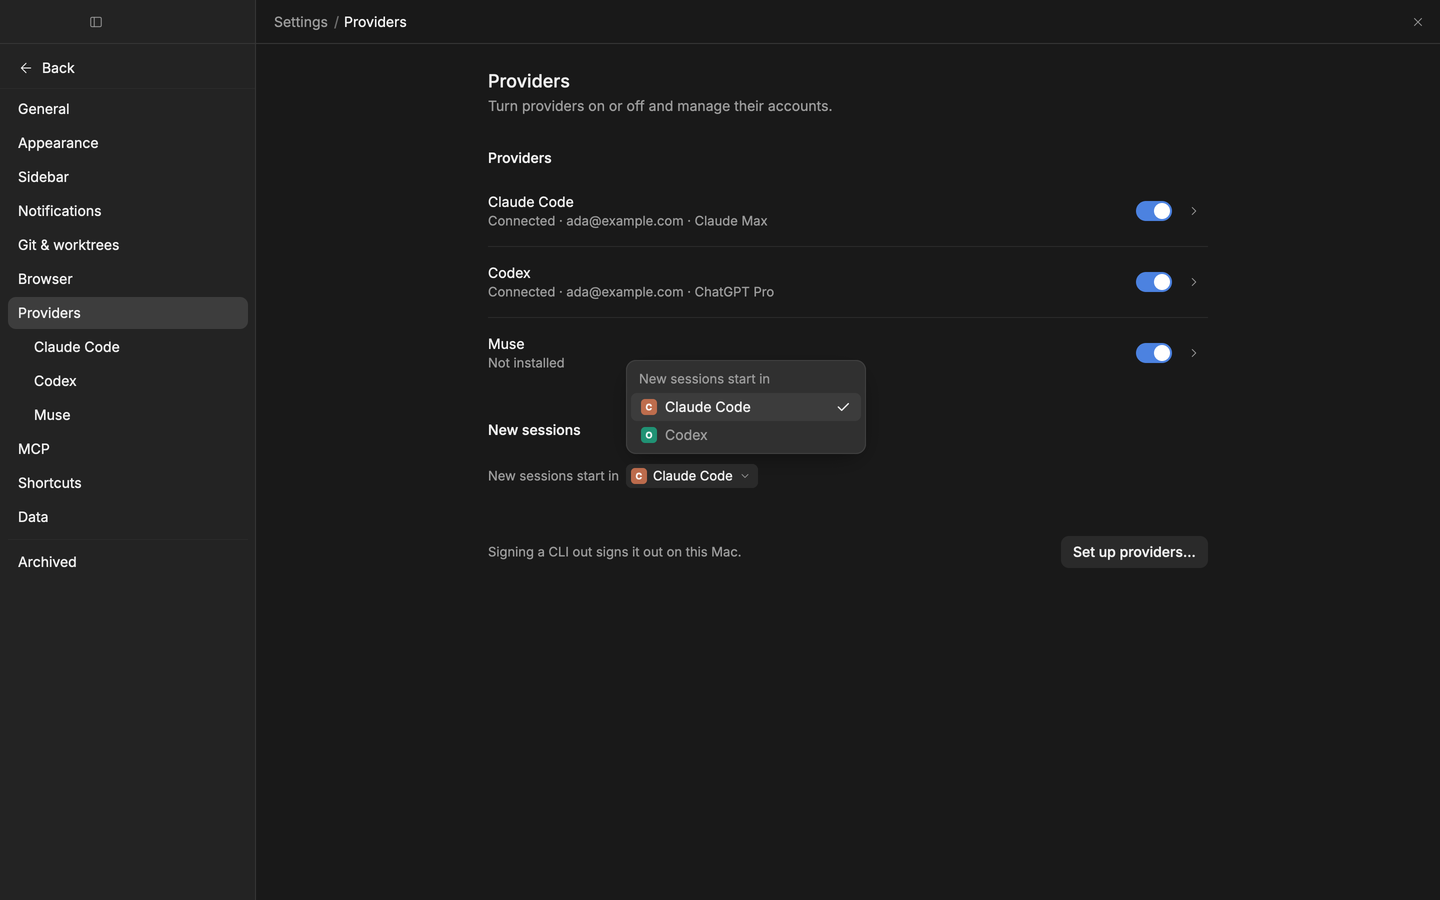 Settings / Providers
Back
General
Appearance
Sidebar
Notifications
Git & worktrees
Browser
Providers
Claude Code
Codex
Muse
MCP
Shortcuts
Data
Archived
Providers
Turn providers on or off and manage their accounts.
Providers
Claude Code
Connected · ada@example.com · Claude Max
Codex
Connected · ada@example.com · ChatGPT Pro
Muse
Not installed
New sessions start in
C Claude Code
O Codex
New sessions
New sessions start in C Claude Code
Signing a CLI out signs it out on this Mac.
Set up providers...